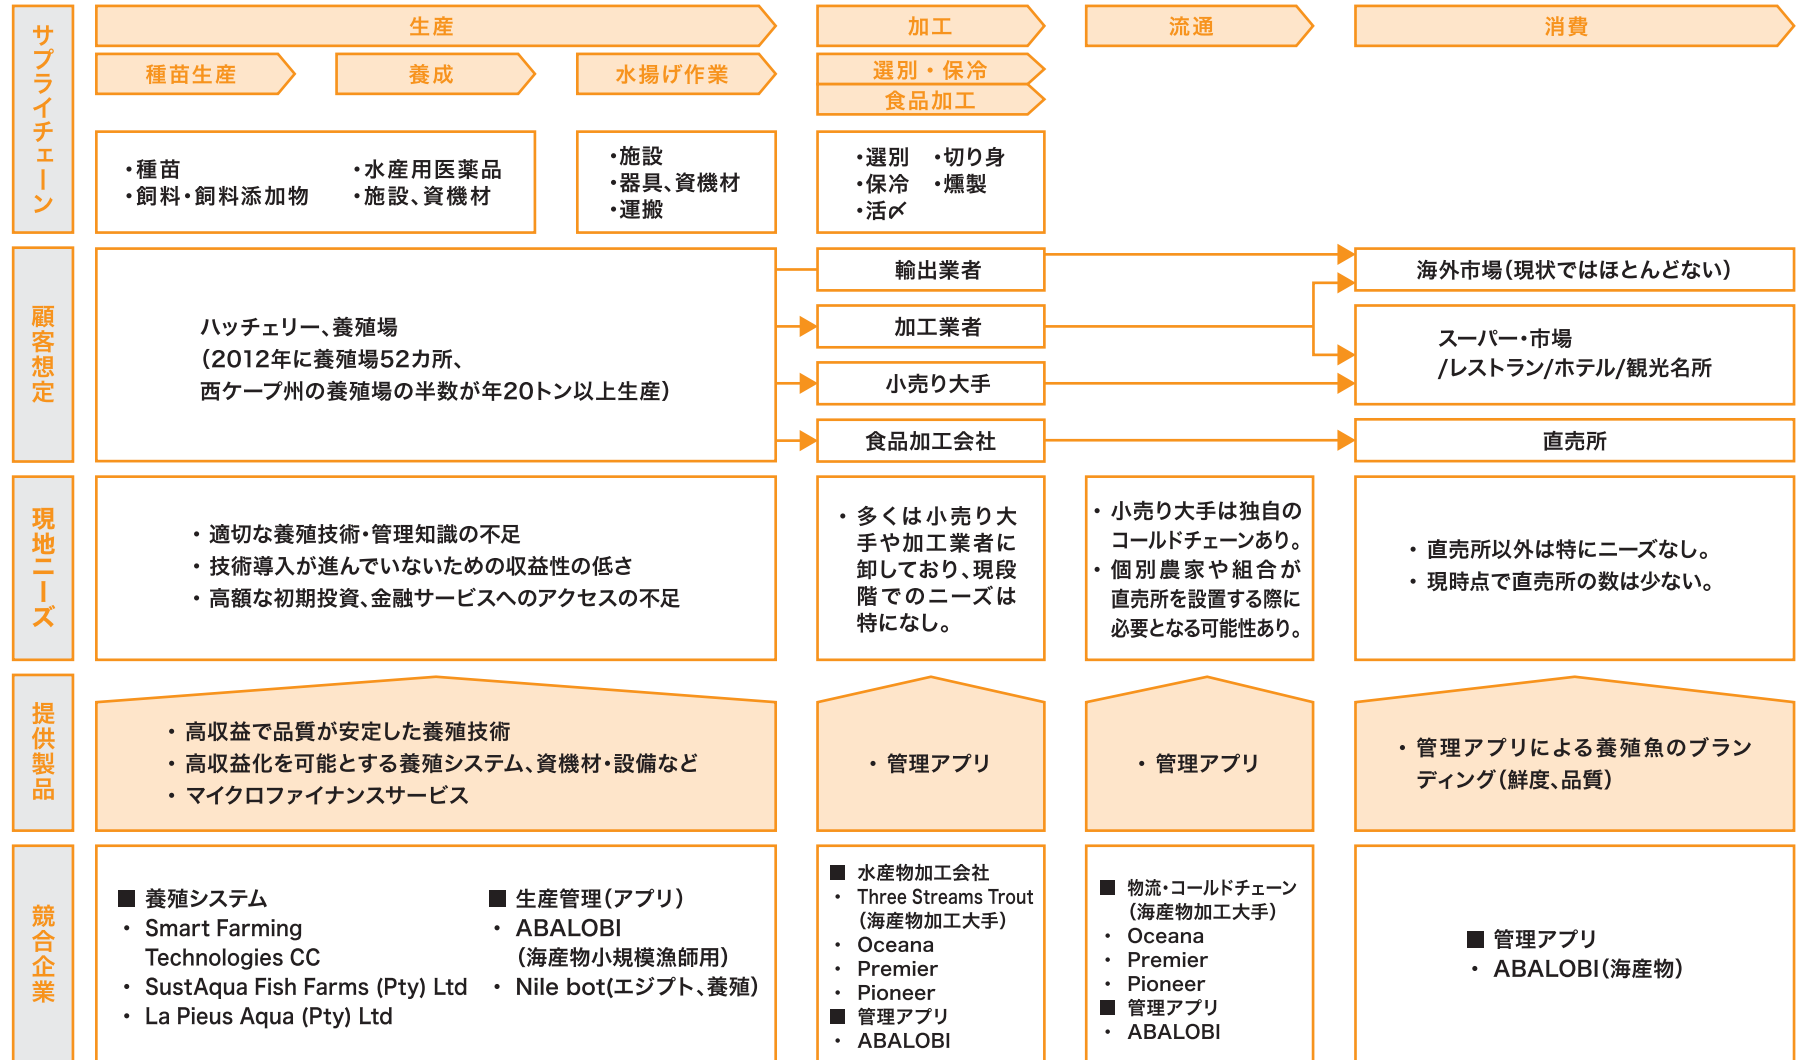 サプライチェーン
生産
加工
流通
消費
種苗生産
養成
水揚げ作業
選別・保冷
食品加工
・種苗
・飼料・飼料添加物
・水産用医薬品
・施設、資機材
・施設
・器具、資機材
・運搬
・選別
・保冷
・活〆
・切り身
・燻製
顧客想定
ハッチェリー、養殖場
（2012年に養殖場52カ所、
西ケープ州の養殖場の半数が年20トン以上生産）
輸出業者
加工業者
小売り大手
食品加工会社
海外市場（現状ではほとんどない）
スーパー・市場
/レストラン/ホテル/観光名所
直売所
現地ニーズ
・ 適切な養殖技術・管理知識の不足
・ 技術導入が進んでいないための収益性の低さ
・ 高額な初期投資、金融サービスへのアクセスの不足
・ 多くは小売り大
手や加工業者に
卸しており、現段
階でのニーズは
特になし。
・ 小売り大手は独自の
コールドチェーンあり。
・ 個別農家や組合が
直売所を設置する際に
必要となる可能性あり。
・ 直売所以外は特にニーズなし。
・ 現時点で直売所の数は少ない。
提供製品
・ 高収益で品質が安定した養殖技術
・ 高収益化を可能とする養殖システム、資機材・設備など
・ マイクロファイナンスサービス
・ 管理アプリ
・ 管理アプリ
・ 管理アプリによる養殖魚のブラン
ディング（鮮度、品質）
競合企業
■ 養殖システム
・ Smart Farming
Technologies CC
・ SustAqua Fish Farms (Pty) Ltd
・ La Pieus Aqua (Pty) Ltd
■ 生産管理（アプリ）
・ ABALOBI
（海産物小規模漁師用）
・ Nile bot(エジプト、養殖）
■ 水産物加工会社
・ Three Streams Trout
（海産物加工大手）
・ Oceana
・ Premier
・ Pioneer
■ 管理アプリ
・ ABALOBI
■ 物流・コールドチェーン
（海産物加工大手）
・ Oceana
・ Premier
・ Pioneer
■ 管理アプリ
・ ABALOBI
■ 管理アプリ
・ ABALOBI（海産物）